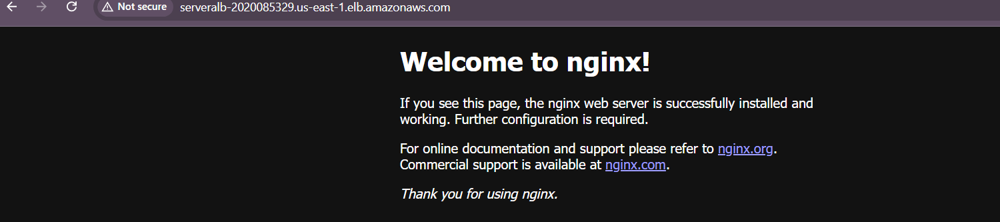 Not secure serveralb-2020085329.us-east-1.elb.amazonaws.com
Welcome to nginx!
If you see this page, the nginx web server is successfully installed and
working. Further configuration is required.
For online documentation and support please refer to nginx.org.
Commercial support is available at nginx.com.
Thank you for using nginx.